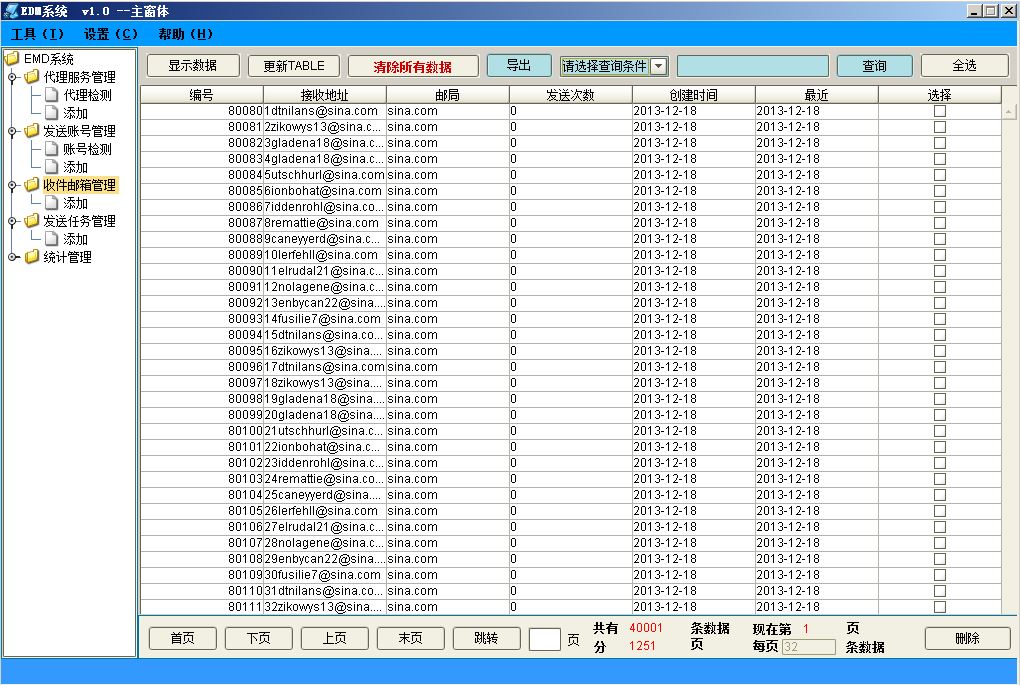 EDM系统 v1.0 --主窗体
工具 (I) 设置 (C) 帮助 (H)
EMD系统
代理服务管理
代理检测
添加
发送账号管理
账号检测
添加
收件邮箱管理
添加
发送任务管理
添加
统计管理
显示数据 更新TABLE 清除所有数据 导出 请选择查询条件 查询 全选
编号 接收地址 邮局 发送次数 创建时间 最近 选择
80080 1dtnilans@sina.com sina.com 0 2013-12-18 2013-12-18
80081 2zikowys13@sina.c... sina.com 0 2013-12-18 2013-12-18
80082 3gladena18@sina.c... sina.com 0 2013-12-18 2013-12-18
80083 4gladena18@sina.c... sina.com 0 2013-12-18 2013-12-18
80084 5utschhurl@sina.com sina.com 0 2013-12-18 2013-12-18
80085 6ionbohat@sina.com sina.com 0 2013-12-18 2013-12-18
80086 7iddenrohl@sina.co... sina.com 0 2013-12-18 2013-12-18
80087 8remattie@sina.com sina.com 0 2013-12-18 2013-12-18
80088 9caneyyerd@sina.c... sina.com 0 2013-12-18 2013-12-18
80089 10lerfehll@sina.com sina.com 0 2013-12-18 2013-12-18
80090 11elrudal21@sina.c... sina.com 0 2013-12-18 2013-12-18
80091 12nolagene@sina.c... sina.com 0 2013-12-18 2013-12-18
80092 13enbycan22@sina.... sina.com 0 2013-12-18 2013-12-18
80093 14fusilie7@sina.com sina.com 0 2013-12-18 2013-12-18
80094 15dtnilans@sina.co... sina.com 0 2013-12-18 2013-12-18
80095 16zikowys13@sina.... sina.com 0 2013-12-18 2013-12-18
80096 17dtnilans@sina.com sina.com 0 2013-12-18 2013-12-18
80097 18zikowys13@sina.... sina.com 0 2013-12-18 2013-12-18
80098 19gladena18@sina.... sina.com 0 2013-12-18 2013-12-18
80099 20gladena18@sina.... sina.com 0 2013-12-18 2013-12-18
80100 21utschhurl@sina.c... sina.com 0 2013-12-18 2013-12-18
80101 22ionbohat@sina.c... sina.com 0 2013-12-18 2013-12-18
80102 23iddenrohl@sina.c... sina.com 0 2013-12-18 2013-12-18
80103 24remattie@sina.co... sina.com 0 2013-12-18 2013-12-18
80104 25caneyyerd@sina.... sina.com 0 2013-12-18 2013-12-18
80105 26lerfehll@sina.com sina.com 0 2013-12-18 2013-12-18
80106 27elrudal21@sina.c... sina.com 0 2013-12-18 2013-12-18
80107 28nolagene@sina.c... sina.com 0 2013-12-18 2013-12-18
80108 29enbycan22@sina.... sina.com 0 2013-12-18 2013-12-18
80109 30fusilie7@sina.com sina.com 0 2013-12-18 2013-12-18
80110 31dtnilans@sina.co... sina.com 0 2013-12-18 2013-12-18
80111 32zikowys13@sina.... sina.com 0 2013-12-18 2013-12-18
首页 下页 上页 末页 跳转 页 删除
共有 40001 条数据 现在第 1 页
分 1251 页 每页 32 条数据